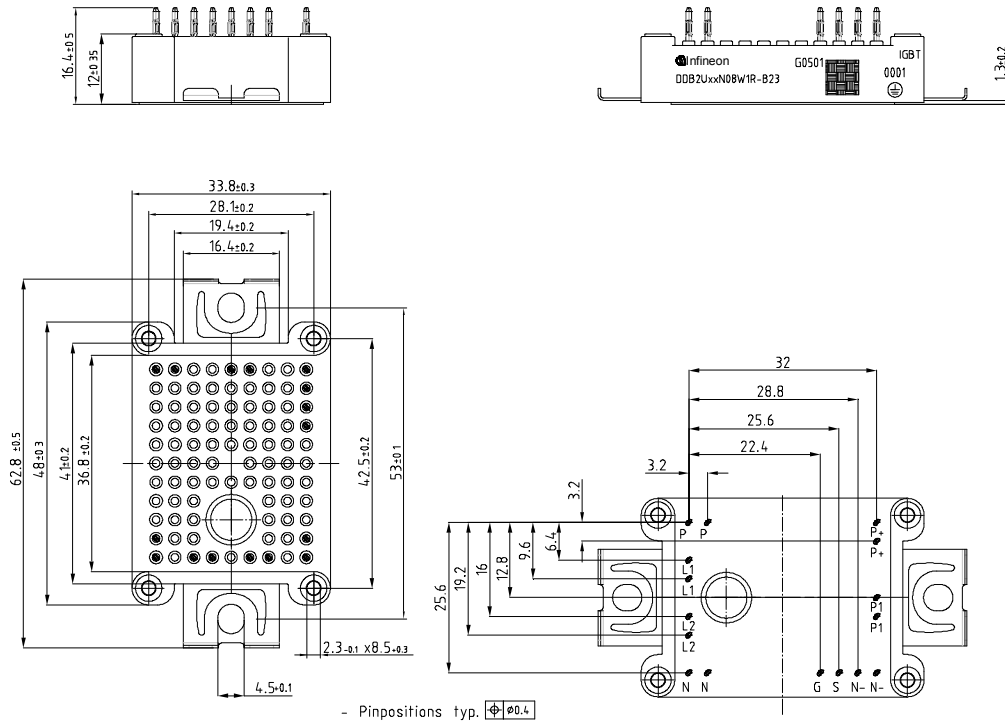 16.4±0.5
12±0.35
Infineon
DDB2UxxN08W1R-B23
G0501
IGBT
0001
1.3±0.2
33.8±0.3
28.1±0.2
19.4±0.2
16.4±0.2
62.8 ±0.5
48±0.3
41±0.2
36.8 ±0.2
42.5±0.2
53±0.1
2.3-0.1 x8.5+0.3
4.5+0.1
32
28.8
25.6
22.4
3.2
3.2
25.6
19.2
16
12.8
9.6
6.4
P P P+
P+
L1
L1
P1
L2 P1
L2
N N G S N- N-
- Pinpositions typ. ⌖ ø0.4